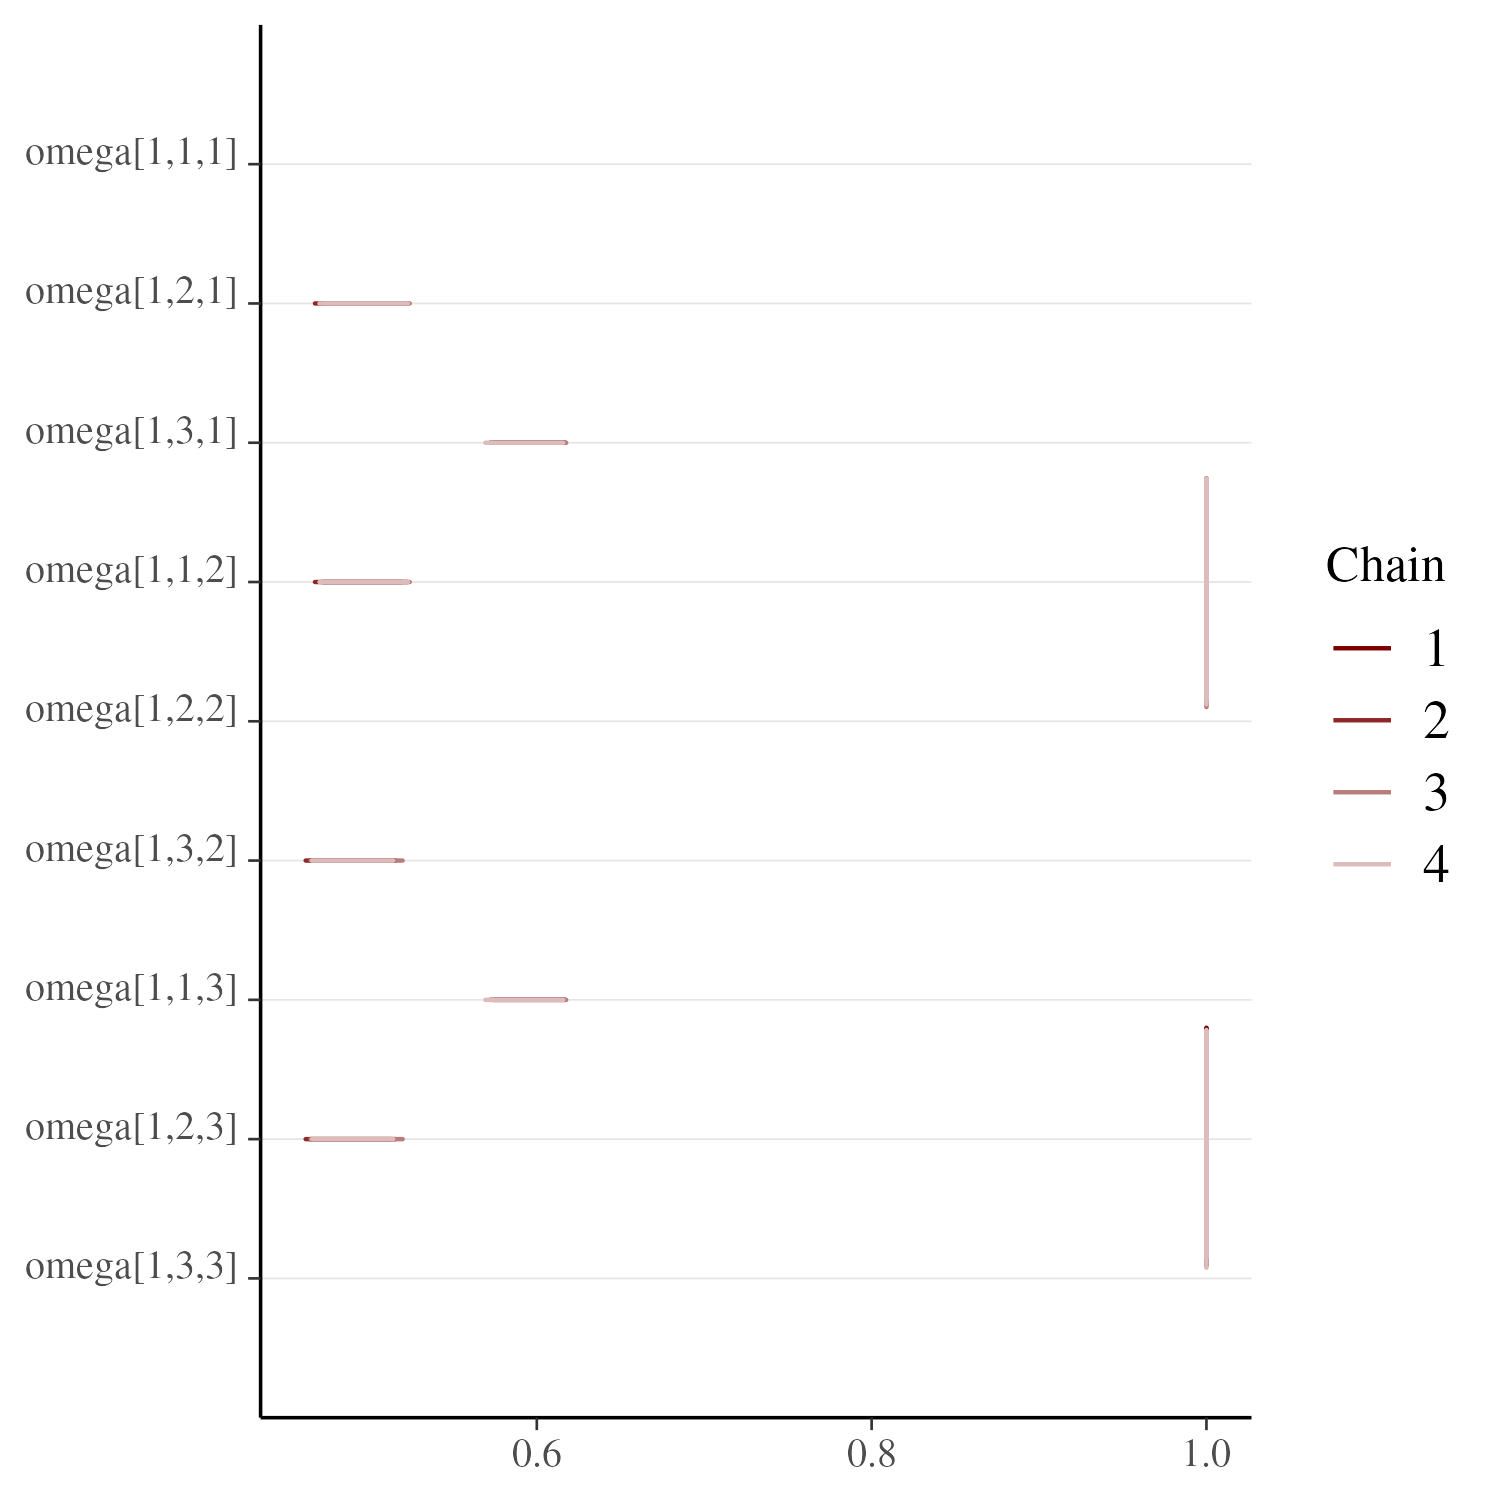 omega[1,1,1]
omega[1,2,1]
omega[1,3,1]
omega[1,1,2]
omega[1,2,2]
omega[1,3,2]
omega[1,1,3]
omega[1,2,3]
omega[1,3,3]
0.6 0.8 1.0
Chain
1
2
3
4